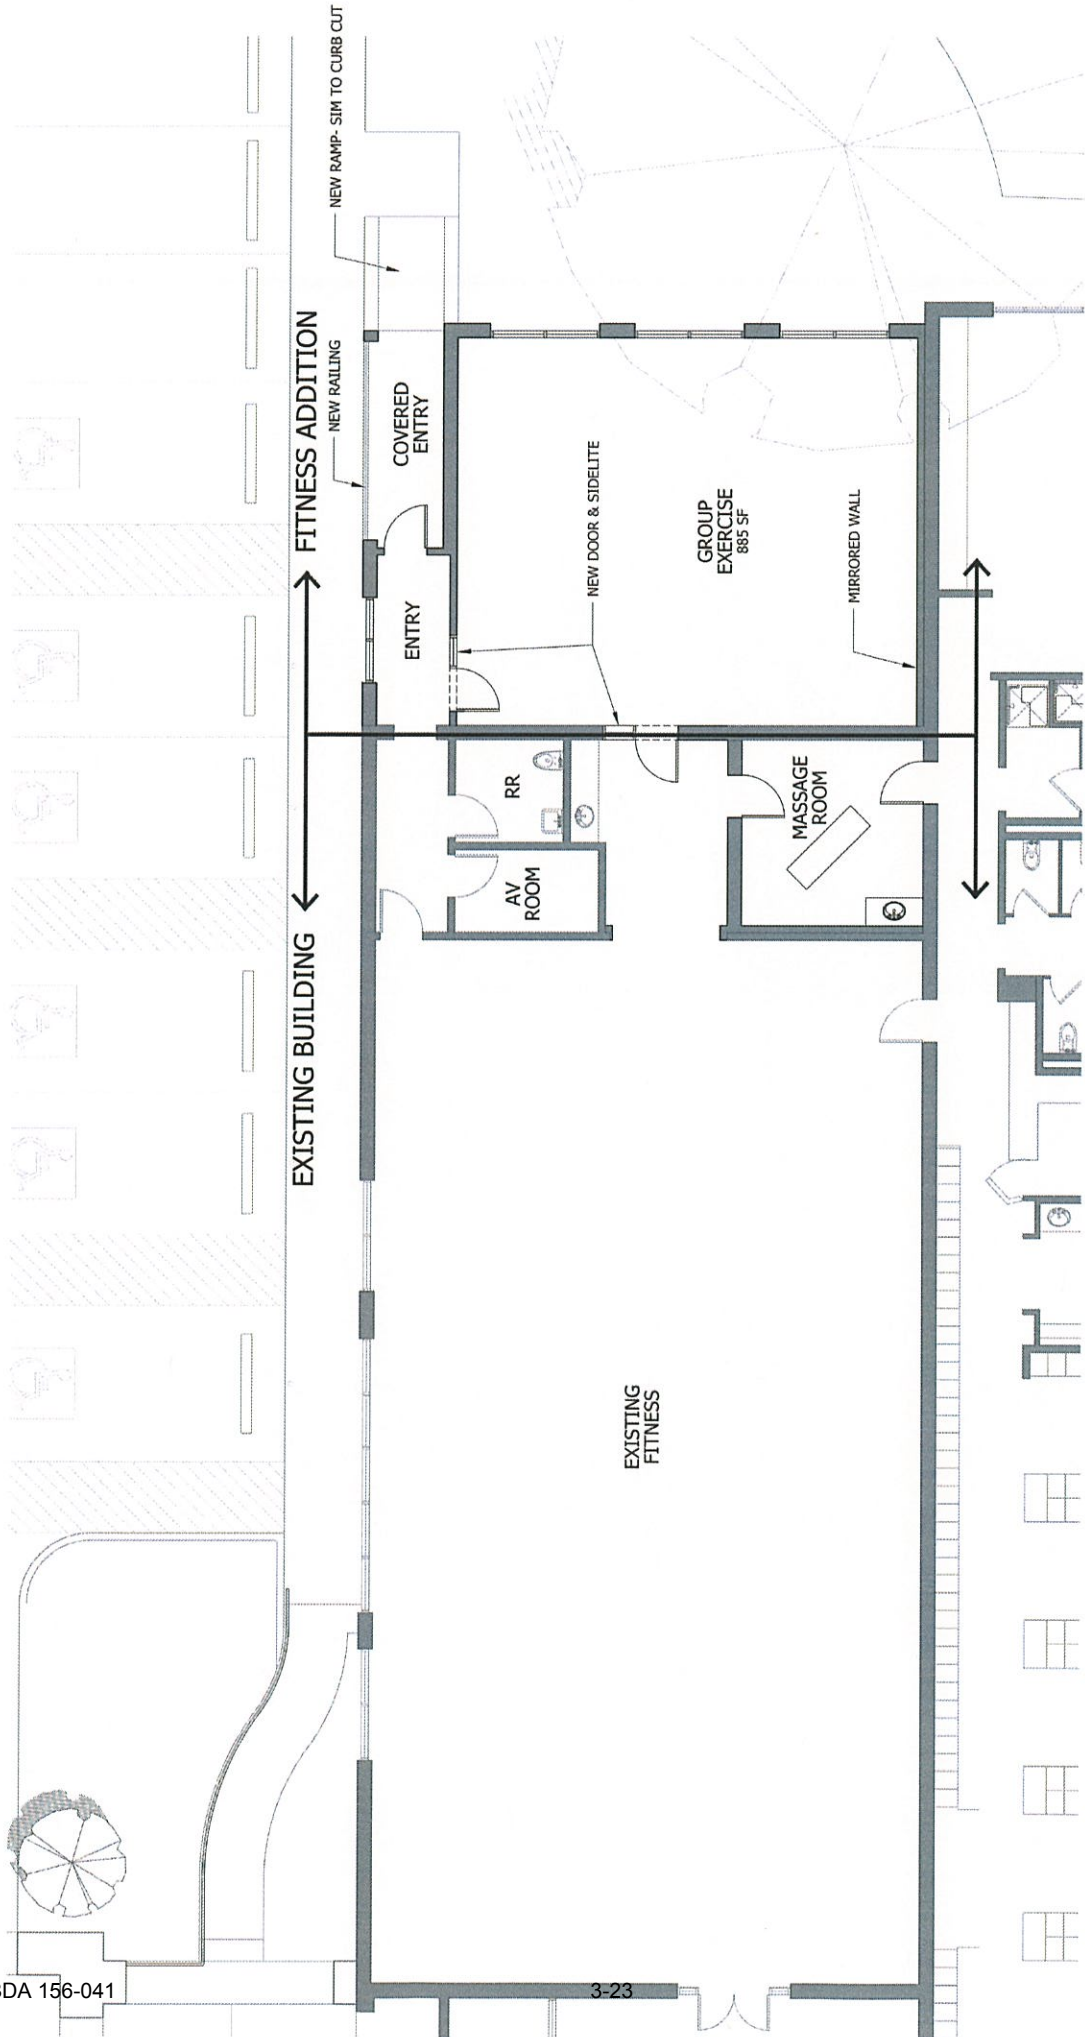 NEW RAMP- SIM TO CURB CUT
FITNESS ADDITION
NEW RAILING
COVERED
ENTRY
ENTRY
NEW DOOR & SIDELITE
GROUP
EXERCISE
885 SF
MIRRORED WALL
EXISTING BUILDING
RR
AV
ROOM
MASSAGE
ROOM
EXISTING
FITNESS
BDA 156-041
3-23